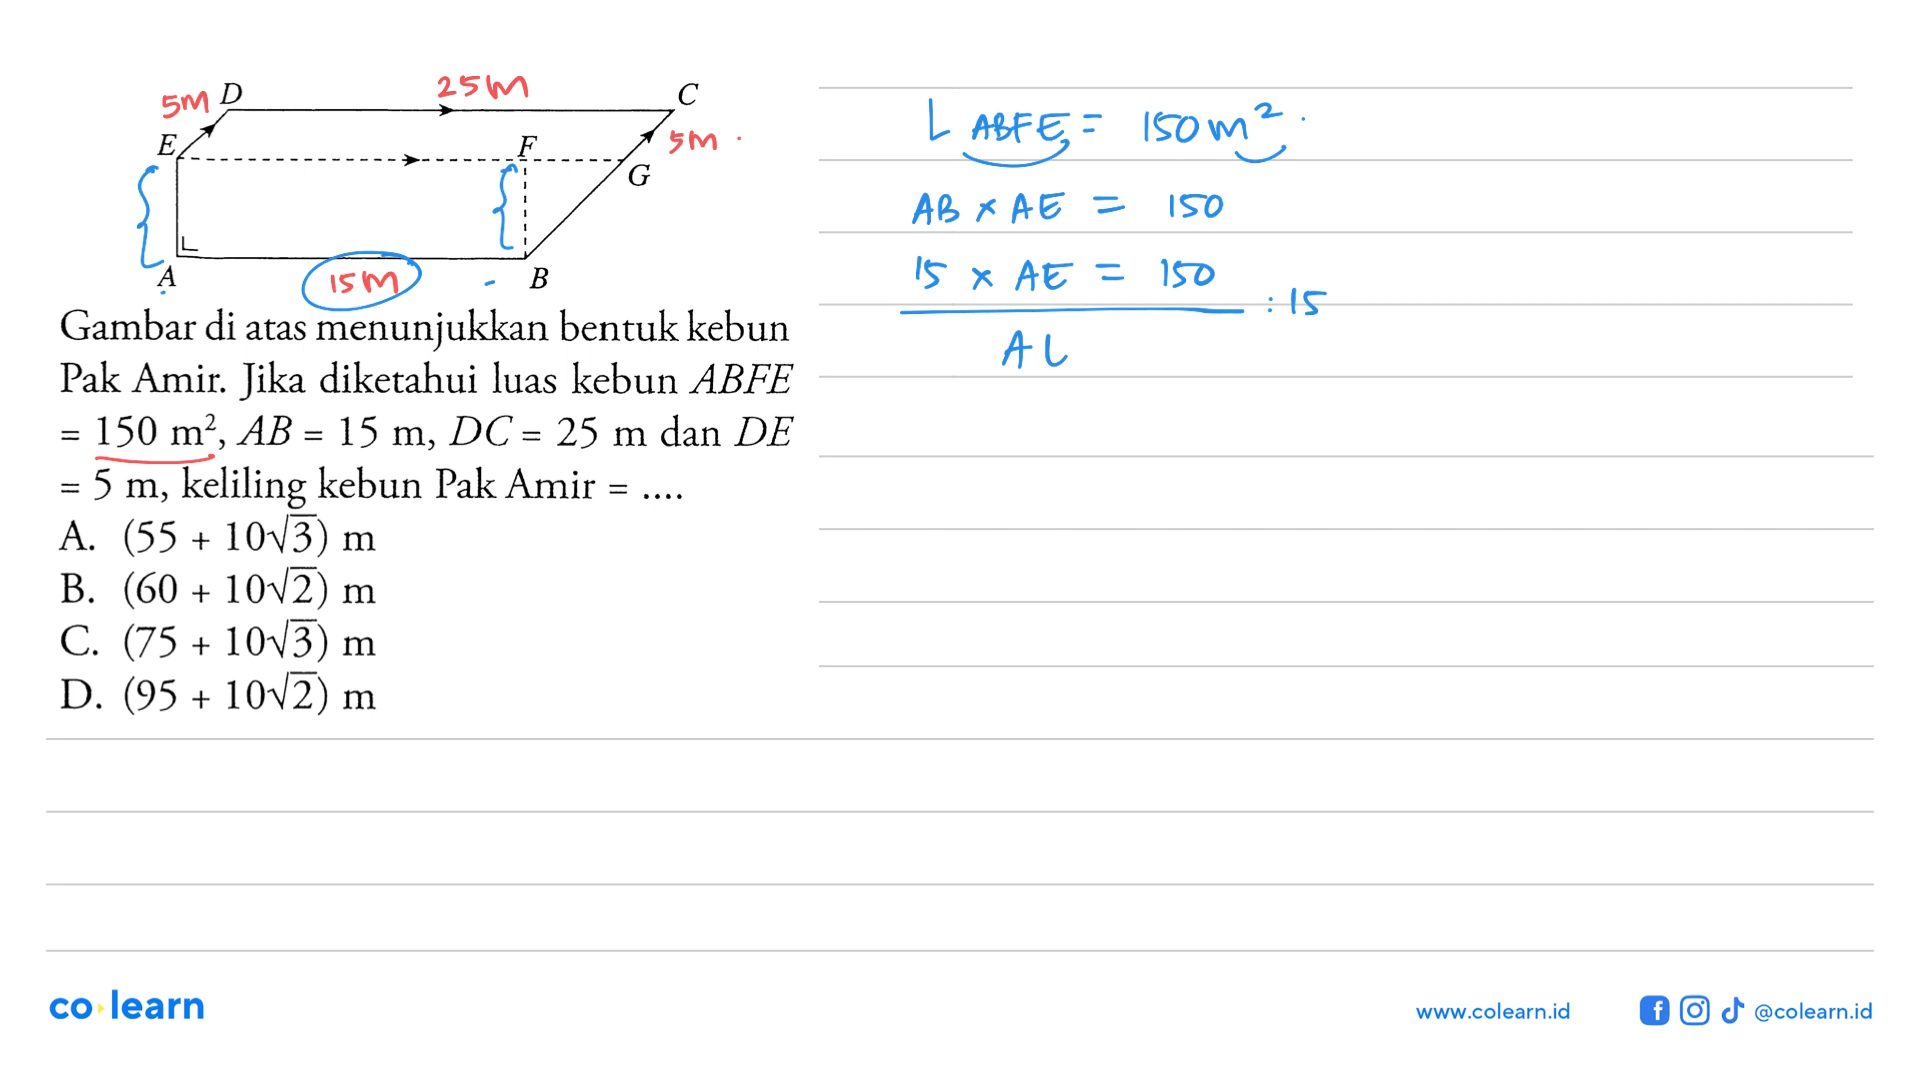 5M D 25M C
E F 5M
G
A 15M B
Gambar di atas menunjukkan bentuk kebun
Pak Amir. Jika diketahui luas kebun ABFE
= 150 m², AB = 15 m, DC = 25 m dan DE
= 5 m, keliling kebun Pak Amir = ....
A. (55 + 10√3) m
B. (60 + 10√2) m
C. (75 + 10√3) m
D. (95 + 10√2) m
L ABFE = 150 m²
AB × AE = 150
15 × AE = 150
: 15
A L
co learn
www.colearn.id
@colearn.id